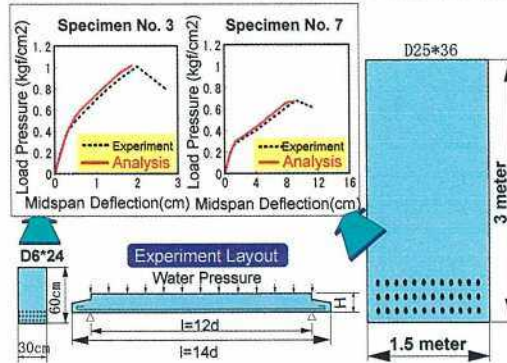 Specimen No. 3
Specimen No. 7
Load Pressure (kgf/cm2)
1.2
1
0.8
0.6
0.4
0.2
0
Experiment
Analysis
0 1 2 3
Midspan Deflection(cm)
Load Pressure (kgf/cm2)
1.2
1
0.8
0.6
0.4
0.2
0
Experiment
Analysis
0 4 8 12 16
Midspan Deflection(cm)
D25*36
3 meter
1.5 meter
D6*24
60cm
30cm
Experiment Layout
Water Pressure
H
l=12d
l=14d